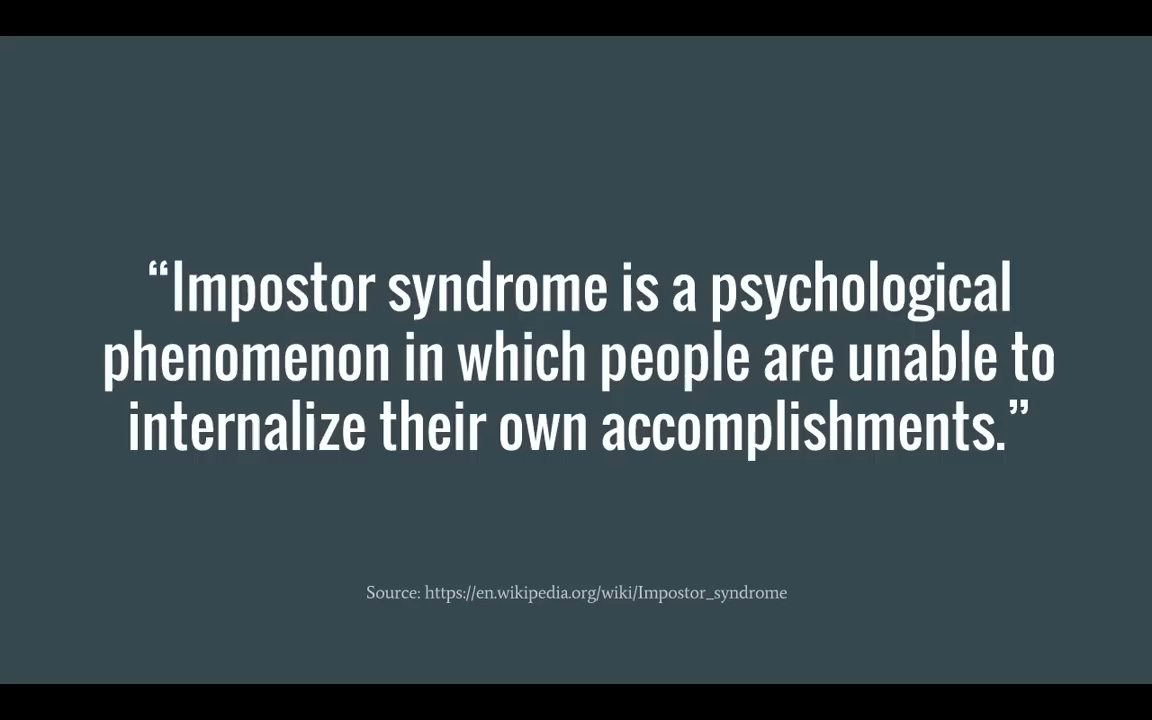 “Impostor syndrome is a psychological
phenomenon in which people are unable to
internalize their own accomplishments.”
Source: https://en.wikipedia.org/wiki/Impostor_syndrome